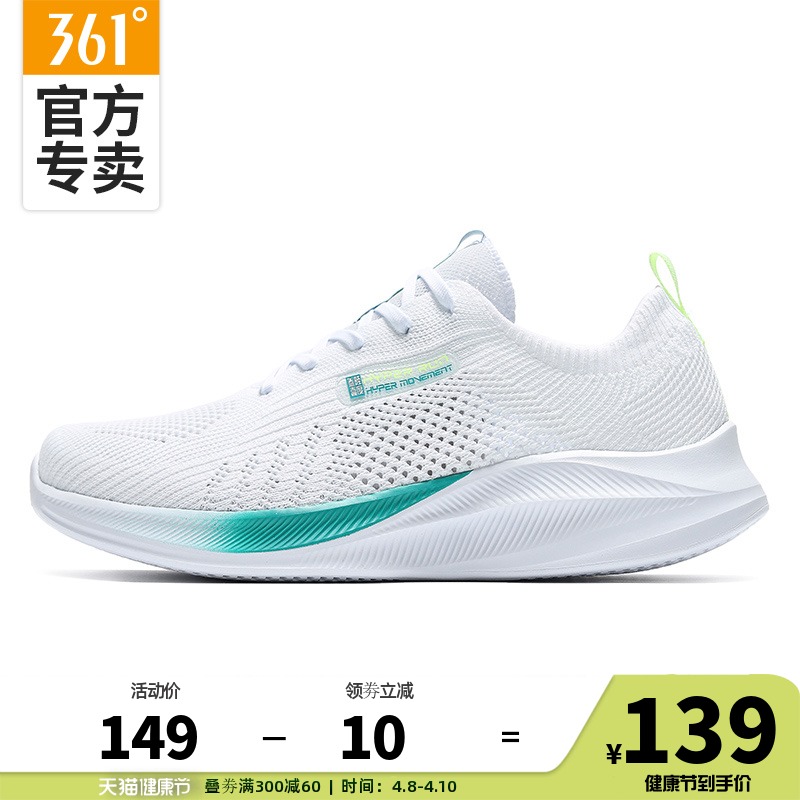 361°
官方
专卖
HYPER MOVEMENT
活动价
领券立减
149 – 10 = ¥139
天猫健康节
叠券满300减60 | 时间：4.8-4.10
健康节到手价